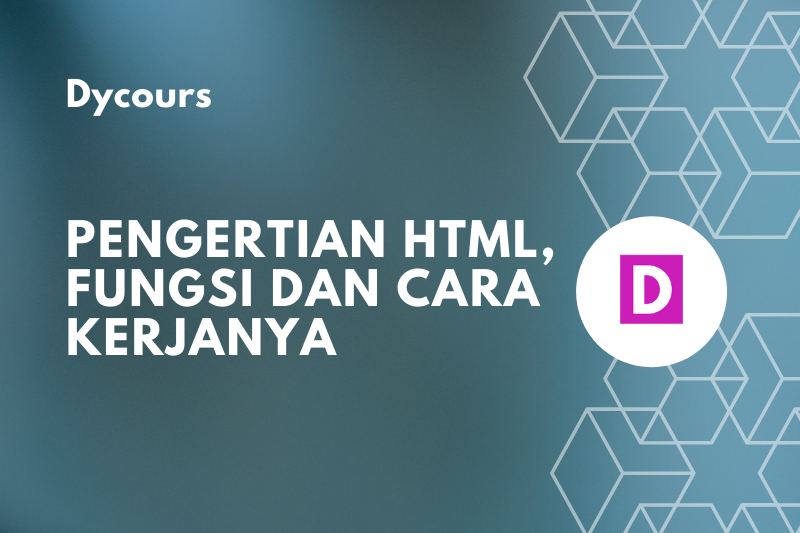 Dycours
PENGERTIAN HTML,
FUNGSI DAN CARA
KERJANYA
D